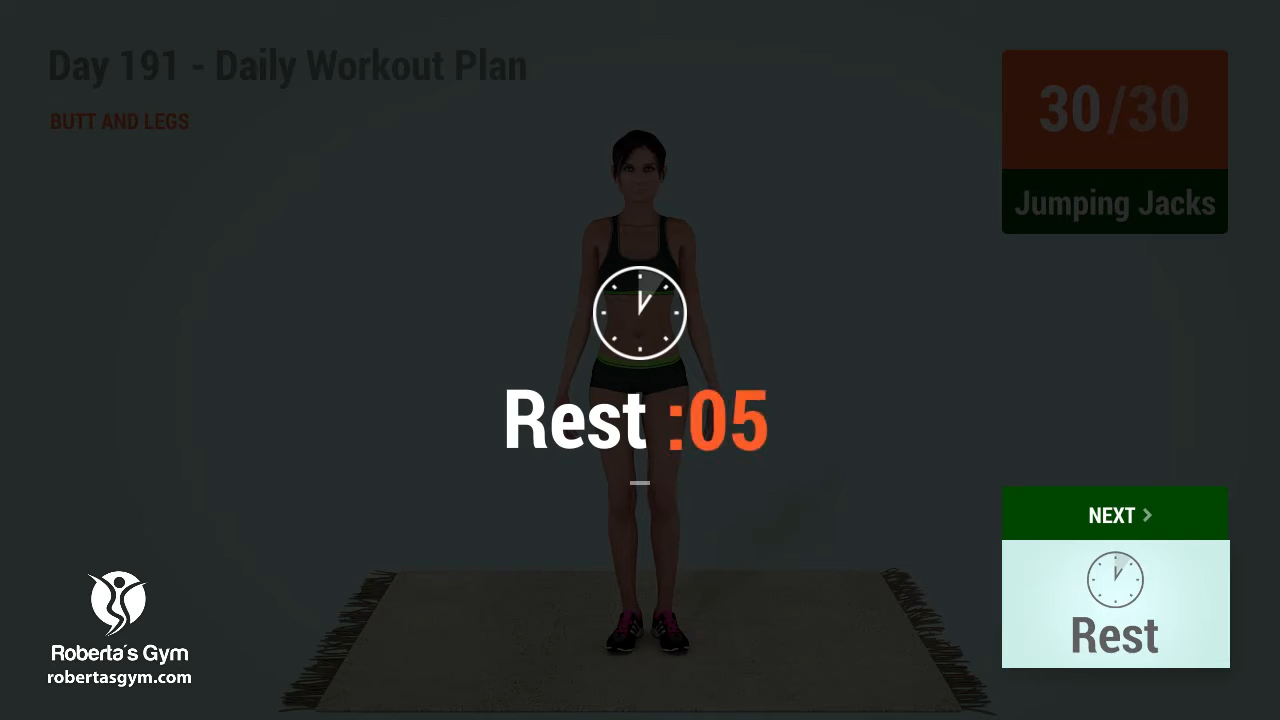 Day 191 - Daily Workout Plan
BUTT AND LEGS
30/30
Jumping Jacks
Rest :05
NEXT >
Rest
Roberta´s Gym
robertasgym.com